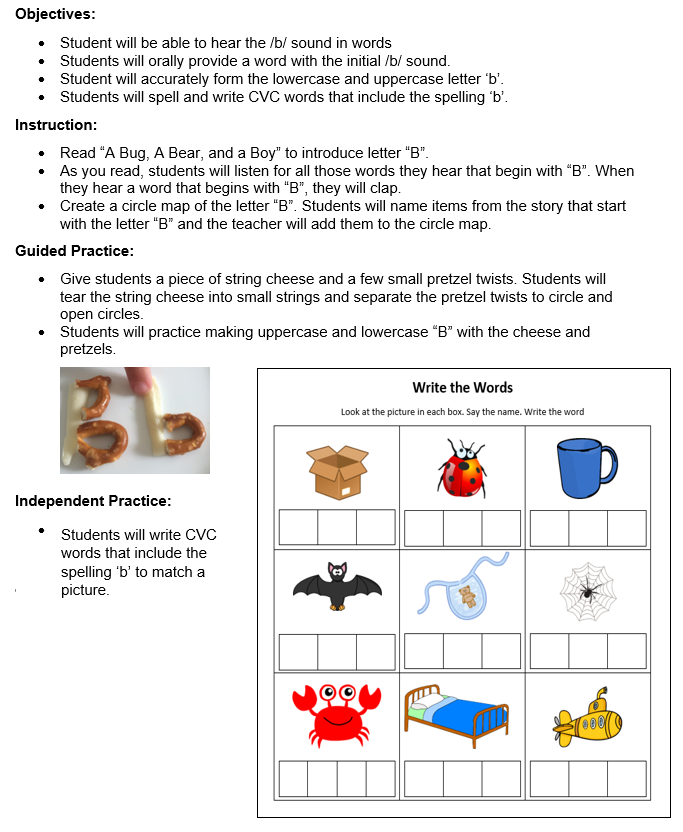 Objectives:
• Student will be able to hear the /b/ sound in words
• Students will orally provide a word with the initial /b/ sound.
• Student will accurately form the lowercase and uppercase letter ‘b’.
• Students will spell and write CVC words that include the spelling ‘b’.
Instruction:
• Read “A Bug, A Bear, and a Boy” to introduce letter “B”.
• As you read, students will listen for all those words they hear that begin with “B”. When
they hear a word that begins with “B”, they will clap.
• Create a circle map of the letter “B”. Students will name items from the story that start
with the letter “B” and the teacher will add them to the circle map.
Guided Practice:
• Give students a piece of string cheese and a few small pretzel twists. Students will
tear the string cheese into small strings and separate the pretzel twists to circle and
open circles.
• Students will practice making uppercase and lowercase “B” with the cheese and
pretzels.
B b
Independent Practice:
• Students will write CVC
words that include the
spelling ‘b’ to match a
picture.
Write the Words
Look at the picture in each box. Say the name. Write the word